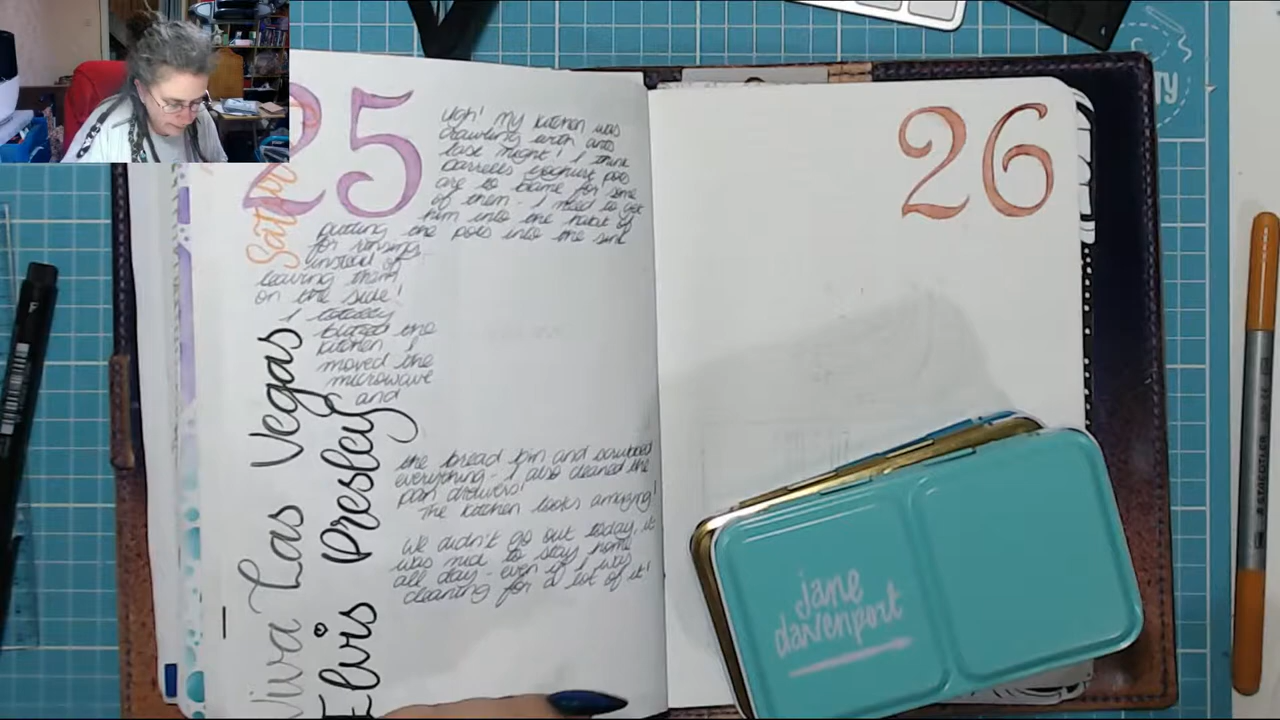 25
Ugh! my kitchen was
crawling with ants
last night! I think
yoghurt pots
are to blame for some
of them - I need to get
him into the habit of
putting the pots into the sink
for rinsing
instead of
leaving them
on the side!
I totally
blitzed the
kitchen I
moved the
microwave
and
the bread bin and scrubbed
everything - I also cleaned the
pan drawers!
The kitchen looks amazing!
We didn't go out today, it
was nice to stay home
all day - even if I was
cleaning for a lot of it!
Viva Las Vegas
Elvis Presley
26
jane
davenport
F